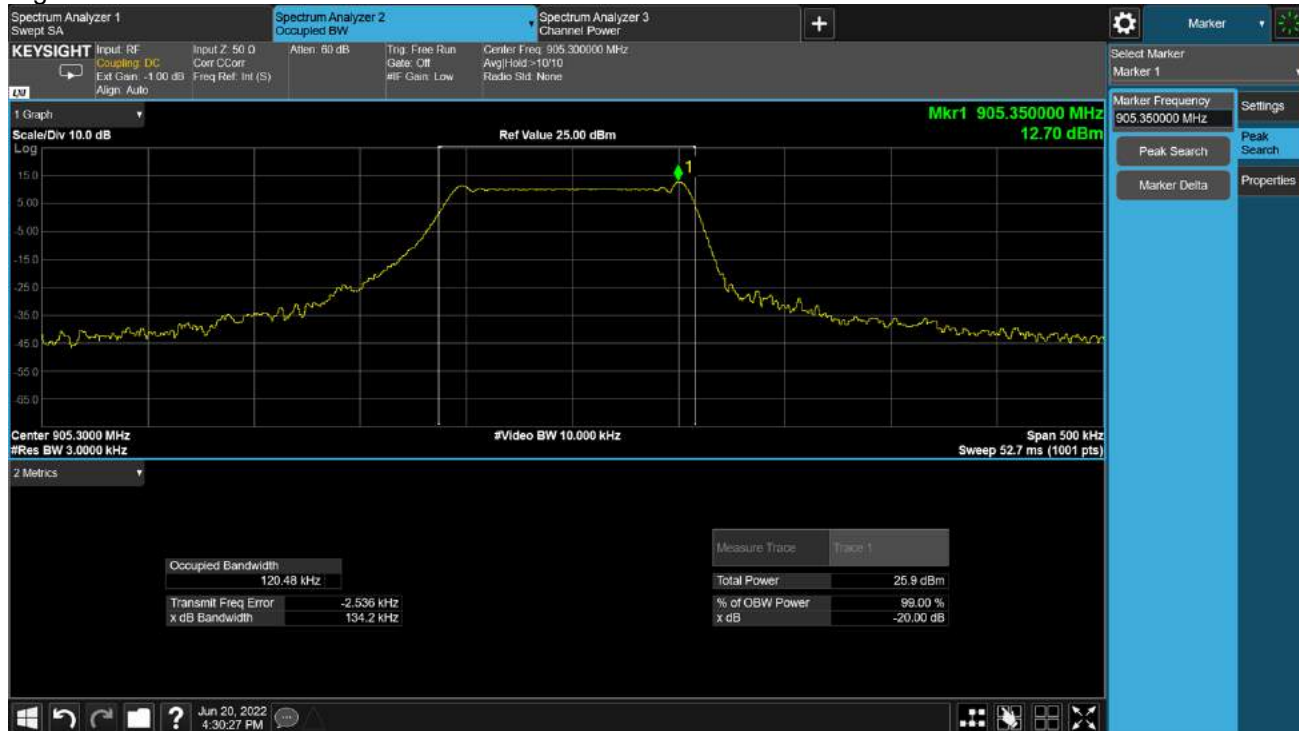 Spectrum Analyzer 1
Swept SA
Spectrum Analyzer 2
Occupied BW
Spectrum Analyzer 3
Channel Power
+
Marker
KEYSIGHT
Input: RF
Coupling: DC
Ext Gain: -1.00 dB
Align: Auto
Input Z: 50 Ω
Corr CCorr
Freq Ref: Int (S)
Atten: 60 dB
Trig: Free Run
Gate: Off
#IF Gain: Low
Center Freq: 905.300000 MHz
Avg|Hold:>10/10
Radio Std: None
LXI
Select Marker
Marker 1
Marker Frequency
905.350000 MHz
Peak Search
Marker Delta
Settings
Peak
Search
Properties
1 Graph
Scale/Div 10.0 dB
Log
Ref Value 25.00 dBm
Mkr1 905.350000 MHz
12.70 dBm
1
15.0
5.00
-5.00
-15.0
-25.0
-35.0
-45.0
-55.0
-65.0
Center 905.3000 MHz
#Res BW 3.0000 kHz
#Video BW 10.000 kHz
Span 500 kHz
Sweep 52.7 ms (1001 pts)
2 Metrics
Occupied Bandwidth
120.48 kHz
Transmit Freq Error -2.536 kHz
x dB Bandwidth 134.2 kHz
Measure Trace Trace 1
Total Power 25.9 dBm
% of OBW Power 99.00 %
x dB -20.00 dB
?
Jun 20, 2022
4:30:27 PM